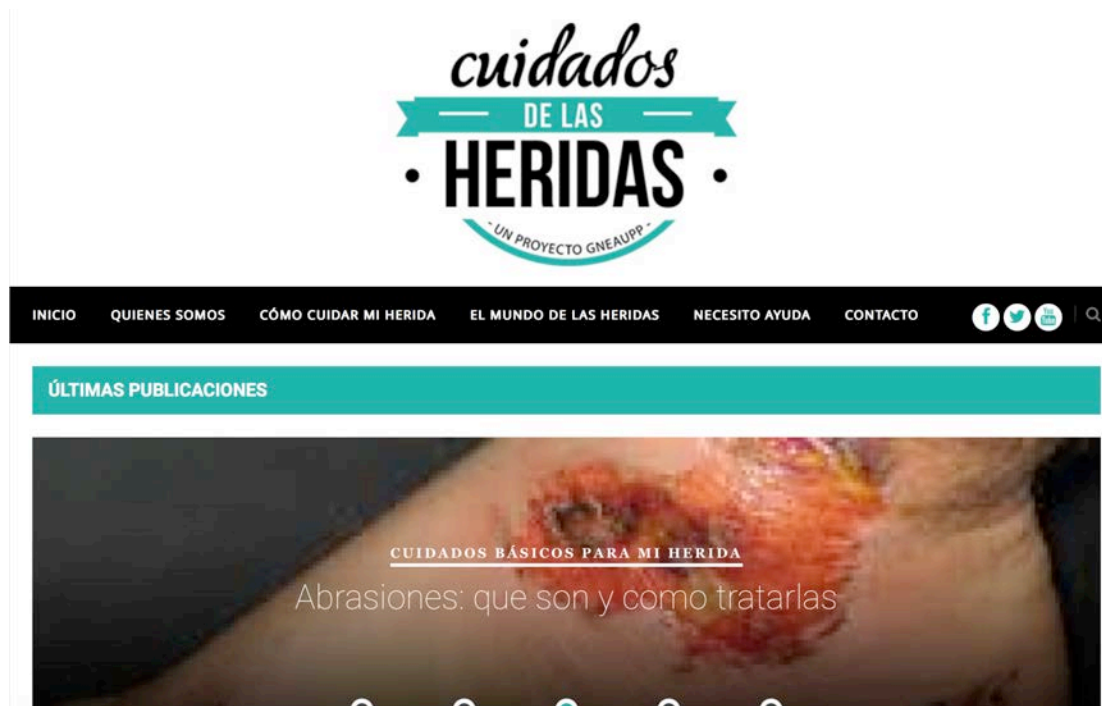 cuidados
DE LAS
HERIDAS
- UN PROYECTO GNEAUPP -
INICIO QUIENES SOMOS CÓMO CUIDAR MI HERIDA EL MUNDO DE LAS HERIDAS NECESITO AYUDA CONTACTO
ÚLTIMAS PUBLICACIONES
CUIDADOS BÁSICOS PARA MI HERIDA
Abrasiones: que son y como tratarlas